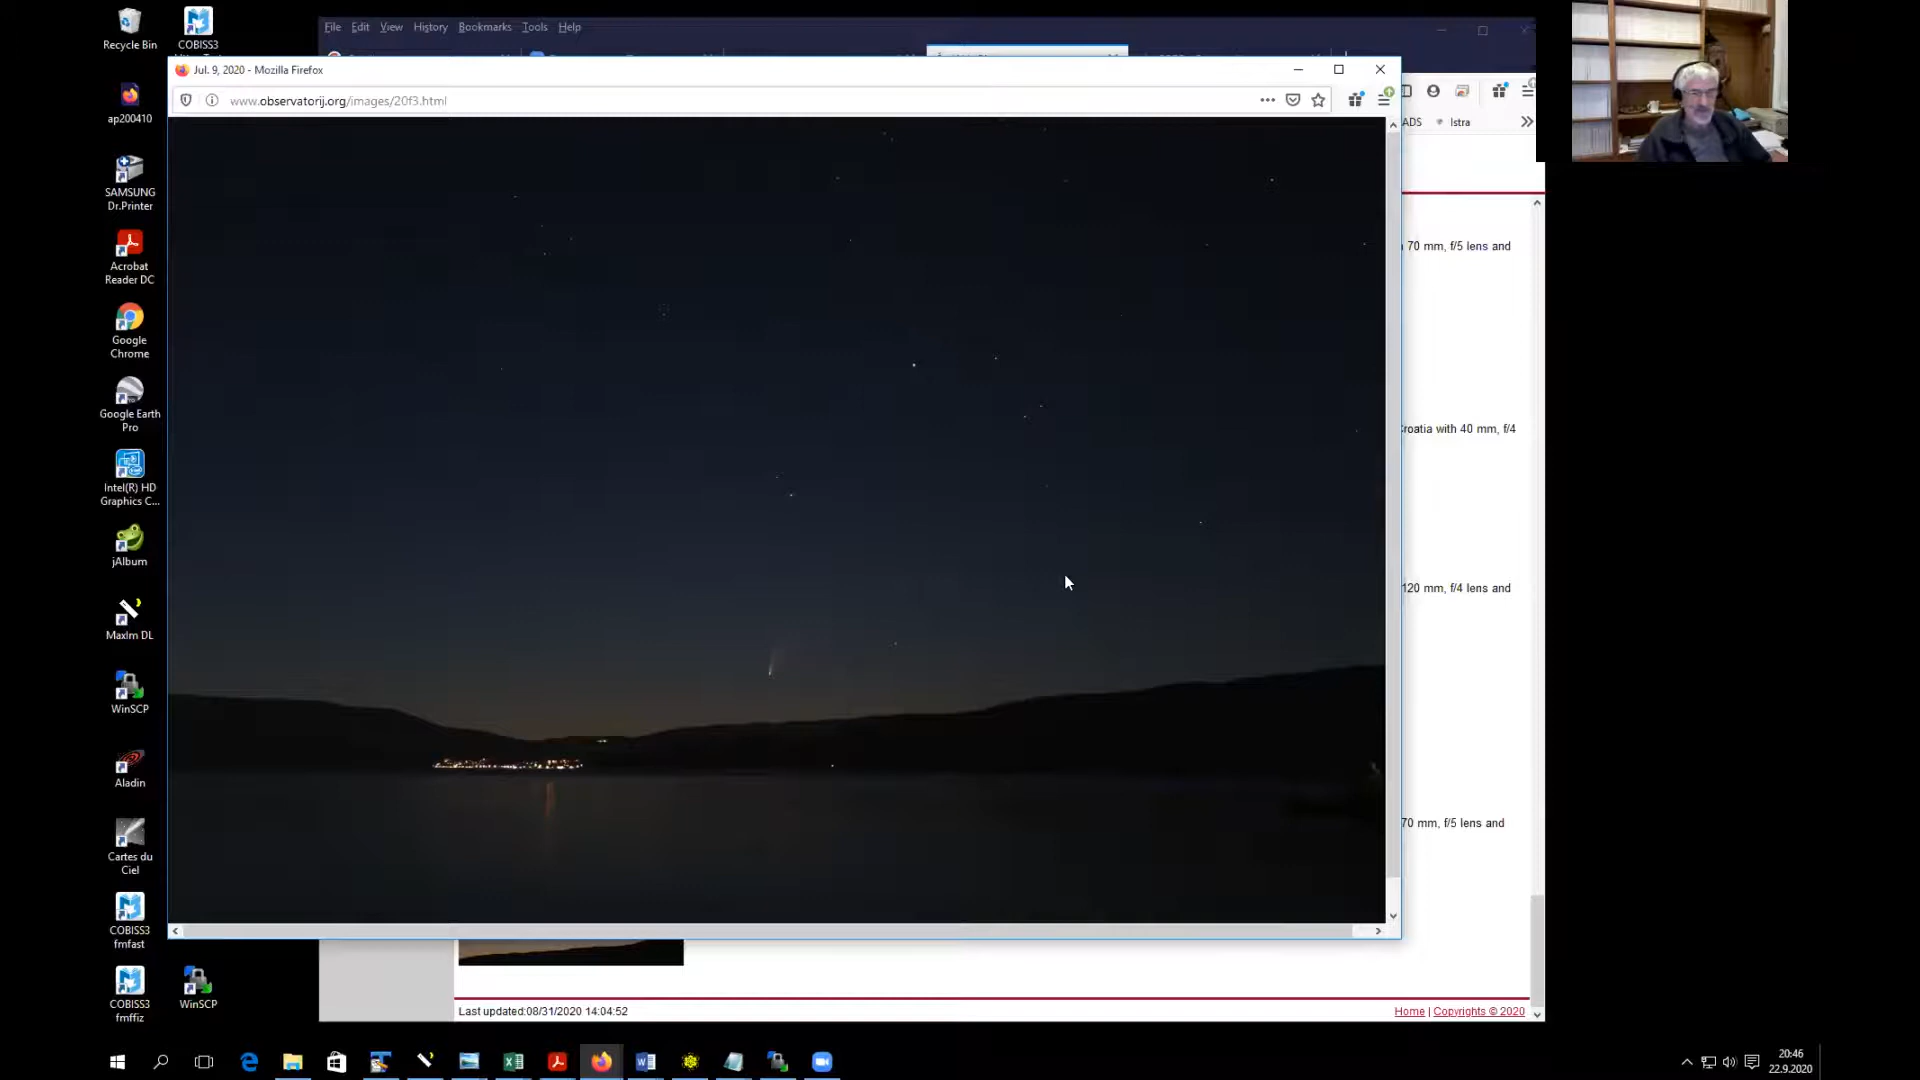 Recycle Bin
COBISS3
ap200410
SAMSUNG
Dr.Printer
Acrobat
Reader DC
Google
Chrome
Google Earth
Pro
Intel(R) HD
Graphics C...
jAlbum
MaxIm DL
WinSCP
Aladin
Cartes du
Ciel
COBISS3
fmfast
COBISS3
fmffiz
WinSCP
File Edit View History Bookmarks Tools Help
Jul. 9, 2020 - Mozilla Firefox
www.observatorij.org/images/20f3.html
ADS
Istra
70 mm, f/5 lens and
Croatia with 40 mm, f/4
120 mm, f/4 lens and
70 mm, f/5 lens and
Last updated:08/31/2020 14:04:52
Home | Copyrights © 2020
20:46
22.9.2020